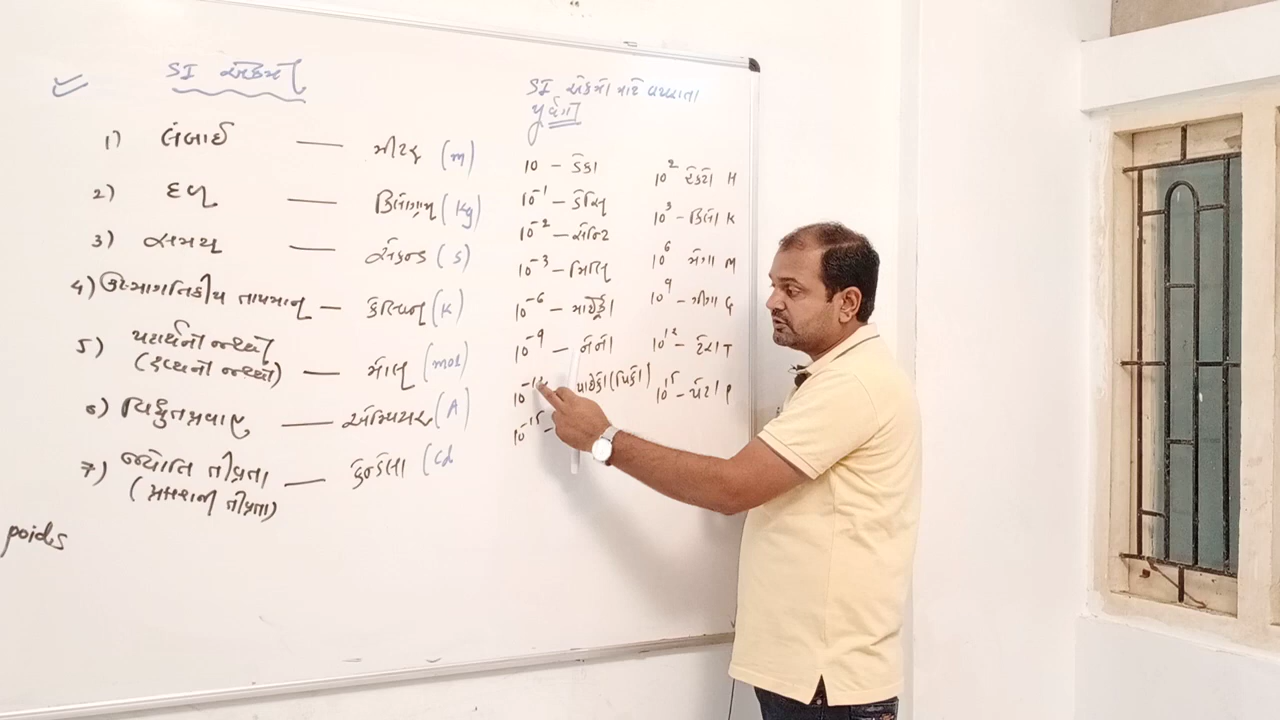 SI એકમો
1) લંબાઈ — મીટર (m)
2) દળ — કિલોગ્રામ (Kg)
3) સમય — સેકન્ડ (s)
4) ઉષ્માગતિકીય તાપમાન — કેલ્વિન (K)
5) પદાર્થનો જથ્થો
(દ્રવ્યનો જથ્થો) — મોલ (mol)
6) વિદ્યુતપ્રવાહ — એમ્પિયર (A)
7) જ્યોતિ તીવ્રતા — કેન્ડેલા (cd
(પ્રકાશની તીવ્રતા)
SI એકમો માટે વપરાતા
પૂર્વગો
10 — ડેકા
10⁻¹ — ડેસિ
10⁻² — સેન્ટિ
10⁻³ — મિલિ
10⁻⁶ — માઈક્રો
10⁻⁹ — નેનો
10⁻¹² પાઈકો (પિકો)
10⁻¹⁵ —
10² હેક્ટો H
10³ — કિલો K
10⁶ મેગા M
10⁹ — ગીગા G
10¹² — ટેરા T
10¹⁵ — પેટા P